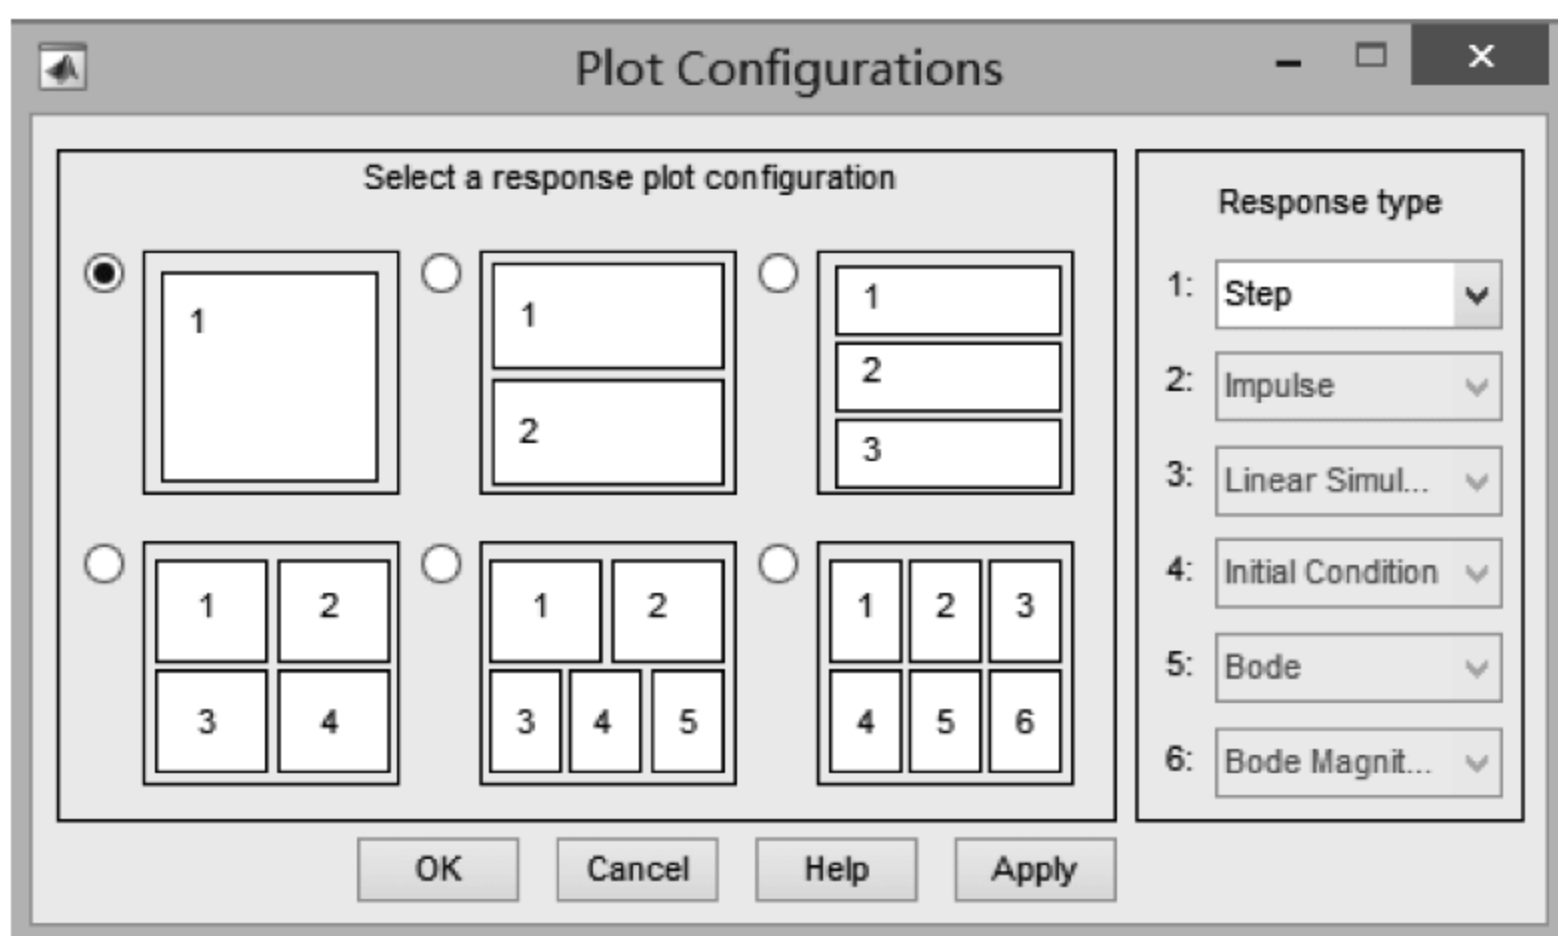 Plot Configurations
Select a response plot configuration
1
1
2
1
2
3
1 2
3 4
1 2
3 4 5
1 2 3
4 5 6
Response type
1: Step
2: Impulse
3: Linear Simul...
4: Initial Condition
5: Bode
6: Bode Magnit...
OK Cancel Help Apply